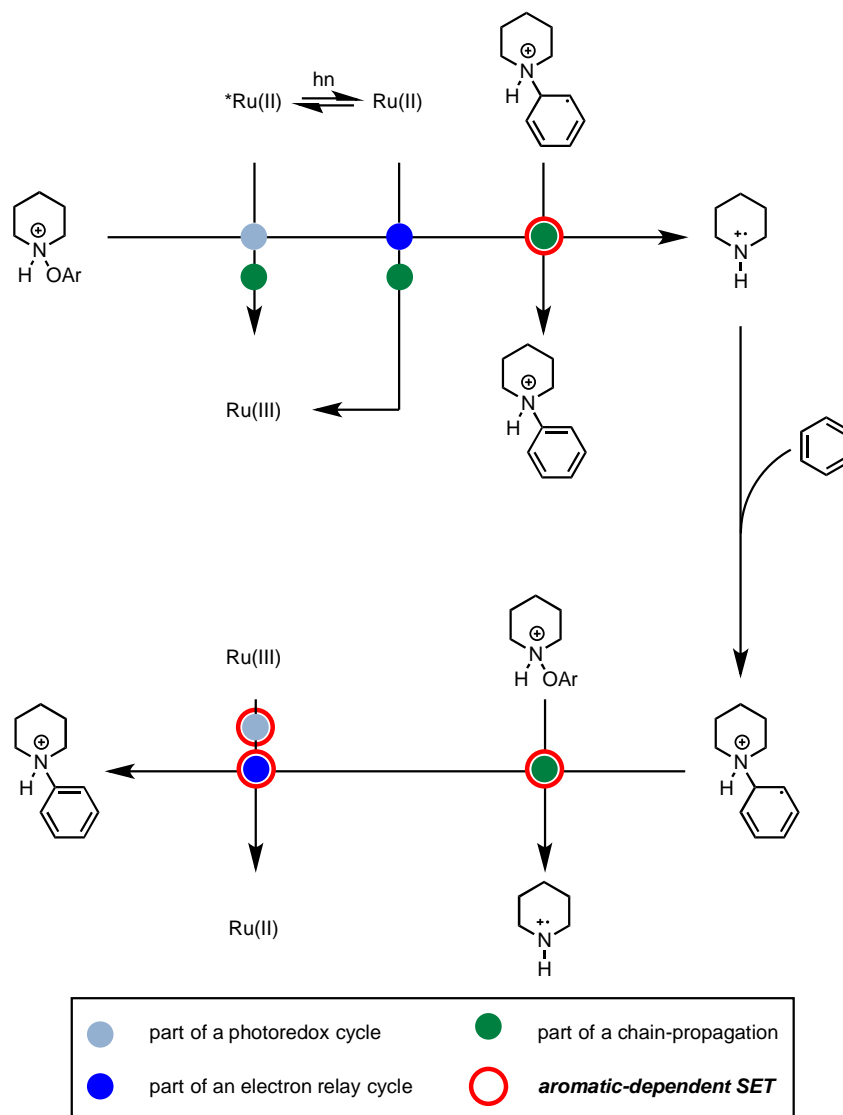 hn
*Ru(II) Ru(II)
N
H
N
H OAr
N
H
Ru(III)
N
H
Ru(III)
N
H OAr
N
H
N
H
Ru(II)
N
H
part of a photoredox cycle
part of a chain-propagation
part of an electron relay cycle
aromatic-dependent SET